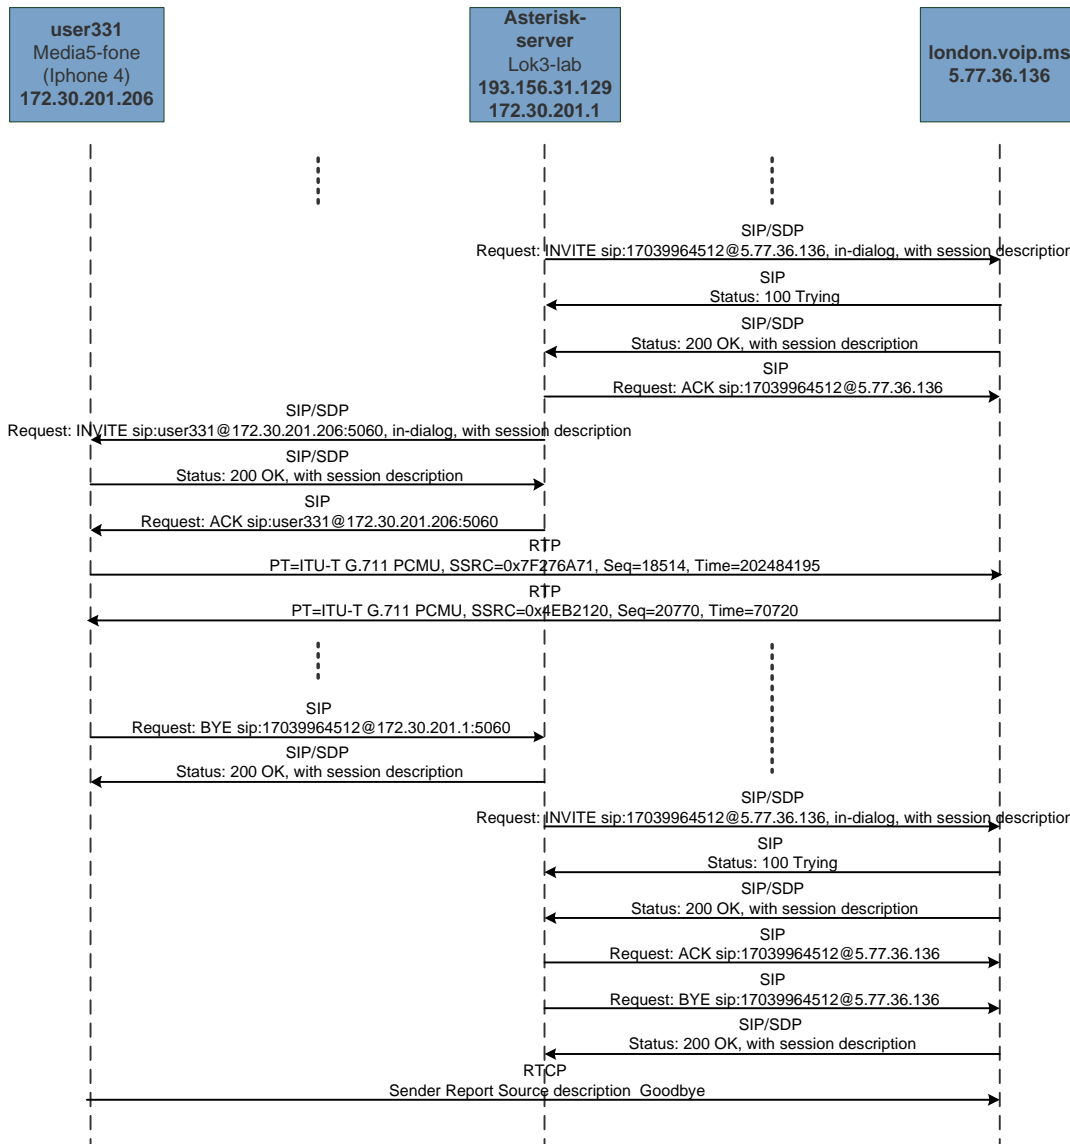 user331
Media5-fone
(Iphone 4)
172.30.201.206
Asterisk-
server
Lok3-lab
193.156.31.129
172.30.201.1
london.voip.ms
5.77.36.136
SIP/SDP
Request: INVITE sip:17039964512@5.77.36.136, in-dialog, with session description
SIP
Status: 100 Trying
SIP/SDP
Status: 200 OK, with session description
SIP
Request: ACK sip:17039964512@5.77.36.136
SIP/SDP
Request: INVITE sip:user331@172.30.201.206:5060, in-dialog, with session description
SIP/SDP
Status: 200 OK, with session description
SIP
Request: ACK sip:user331@172.30.201.206:5060
RTP
PT=ITU-T G.711 PCMU, SSRC=0x7F276A71, Seq=18514, Time=202484195
RTP
PT=ITU-T G.711 PCMU, SSRC=0x4EB2120, Seq=20770, Time=70720
SIP
Request: BYE sip:17039964512@172.30.201.1:5060
SIP/SDP
Status: 200 OK, with session description
SIP/SDP
Request: INVITE sip:17039964512@5.77.36.136, in-dialog, with session description
SIP
Status: 100 Trying
SIP/SDP
Status: 200 OK, with session description
SIP
Request: ACK sip:17039964512@5.77.36.136
SIP
Request: BYE sip:17039964512@5.77.36.136
SIP/SDP
Status: 200 OK, with session description
RTCP
Sender Report Source description  Goodbye